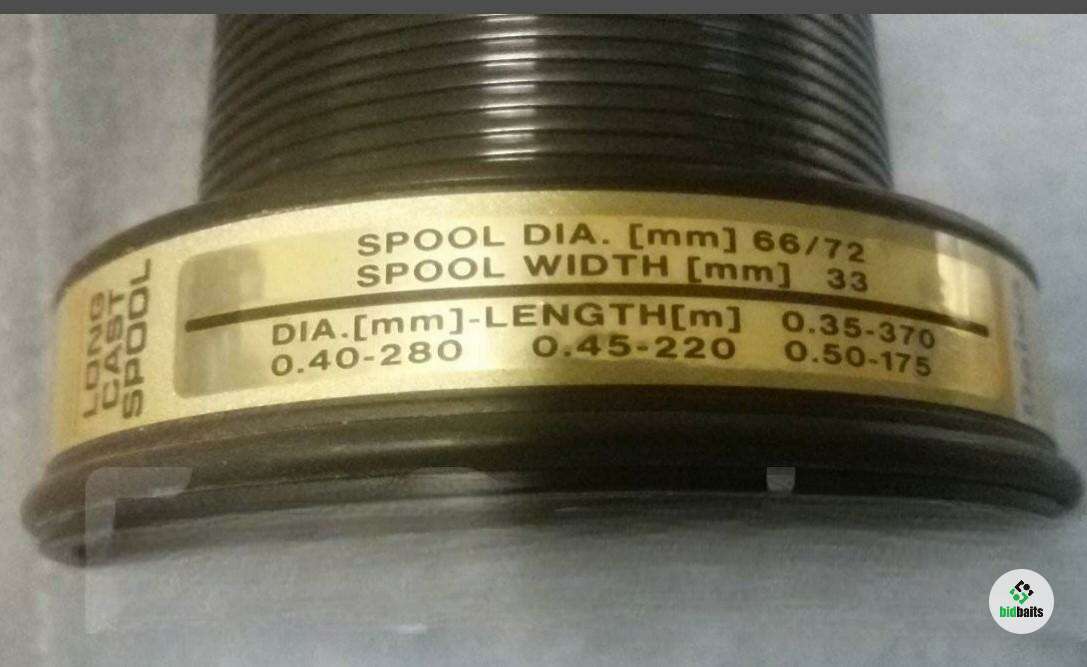 LONG
CAST
SPOOL
SPOOL DIA. [mm] 66/72
SPOOL WIDTH [mm] 33
DIA.[mm]-LENGTH[m] 0.35-370
0.40-280 0.45-220 0.50-175
bidbaits